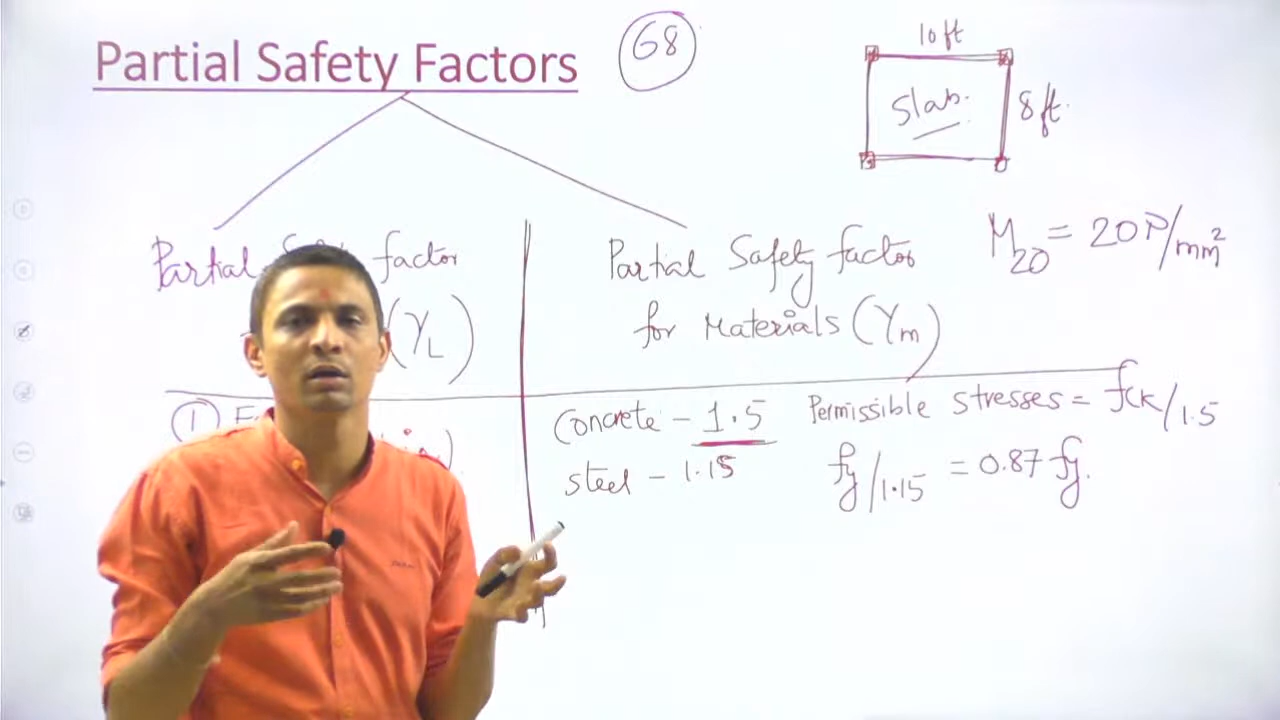 Partial Safety Factors
68
10 ft
Slab.
8 ft.
Partial factor
(γL)
Partial Safety factor
for Materials (γm)
M20 = 20 P/mm²
①
Concrete - 1.5
steel - 1.15
Permissible stresses = fck/1.5
fy/1.15 = 0.87 fy.